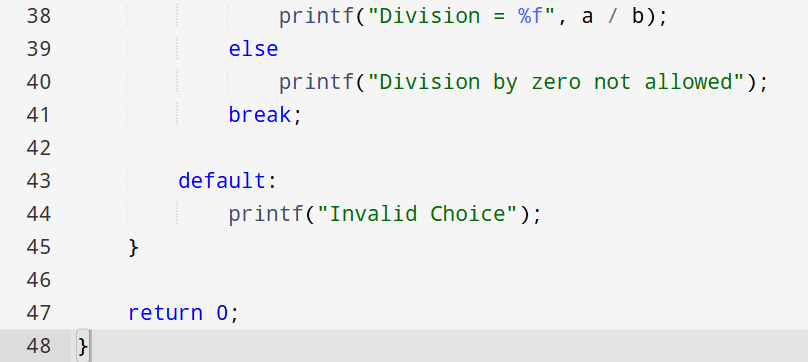 38                  printf("Division = %f", a / b);
39              else
40                  printf("Division by zero not allowed");
41              break;
42
43          default:
44              printf("Invalid Choice");
45      }
46
47      return 0;
48  }